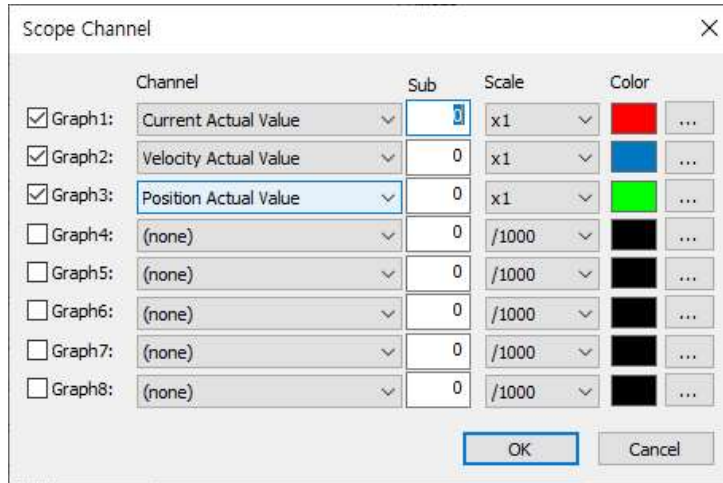 Scope Channel
Channel Sub Scale Color
Graph1: Current Actual Value 0 x1 ...
Graph2: Velocity Actual Value 0 x1 ...
Graph3: Position Actual Value 0 x1 ...
Graph4: (none) 0 /1000 ...
Graph5: (none) 0 /1000 ...
Graph6: (none) 0 /1000 ...
Graph7: (none) 0 /1000 ...
Graph8: (none) 0 /1000 ...
OK Cancel